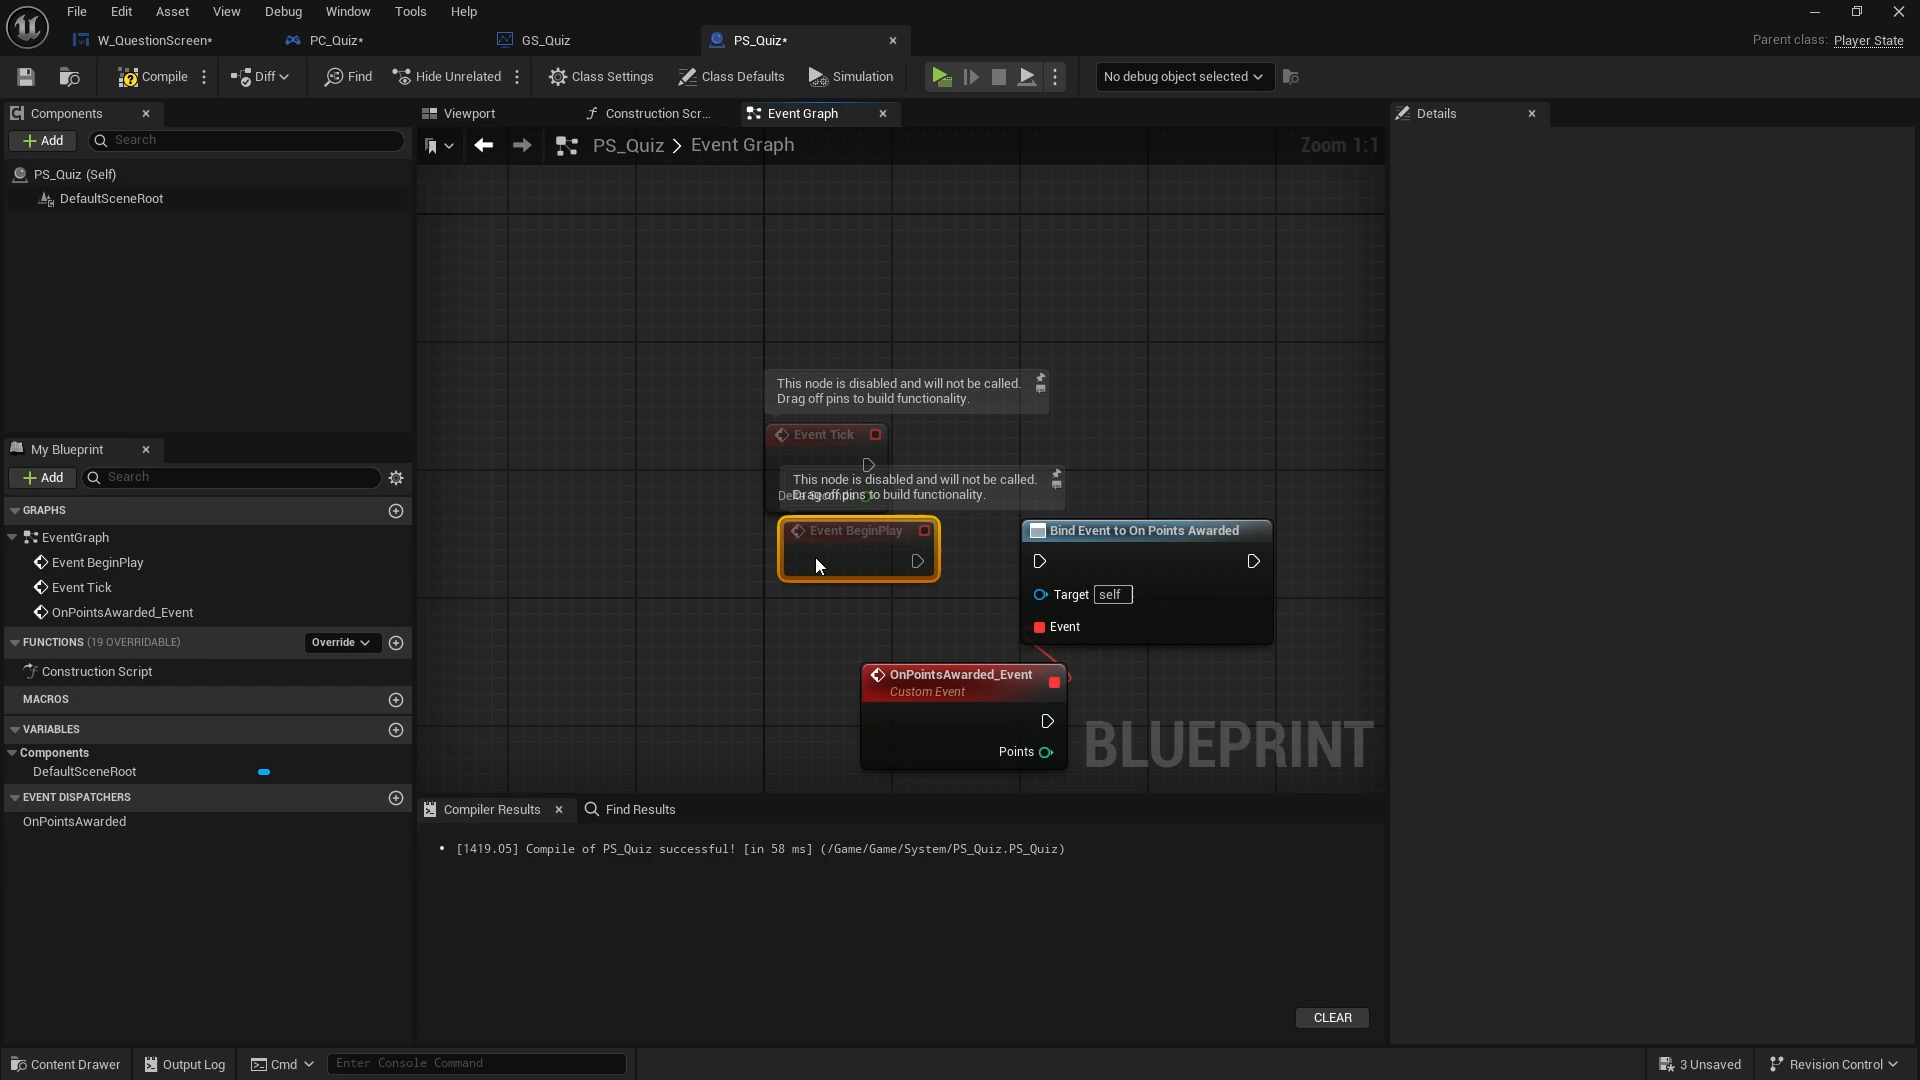 File Edit Asset View Debug Window Tools Help
W_QuestionScreen* PC_Quiz* GS_Quiz PS_Quiz* Parent class: Player State
Compile Diff Find Hide Unrelated Class Settings Class Defaults Simulation No debug object selected
Components Viewport Construction Scr... Event Graph Details
Add Search PS_Quiz > Event Graph Zoom 1:1
PS_Quiz (Self)
DefaultSceneRoot
This node is disabled and will not be called.
Drag off pins to build functionality.
Event Tick
My Blueprint
Add Search
This node is disabled and will not be called.
Drag off pins to build functionality.
Delta Seconds
GRAPHS
EventGraph
Event BeginPlay
Event Tick
OnPointsAwarded_Event
Event BeginPlay
Bind Event to On Points Awarded
Target self
Event
FUNCTIONS (19 OVERRIDABLE) Override
Construction Script
MACROS
VARIABLES
Components
DefaultSceneRoot
EVENT DISPATCHERS
OnPointsAwarded
OnPointsAwarded_Event
Custom Event
Points
BLUEPRINT
Compiler Results Find Results
• [1419.05] Compile of PS_Quiz successful! [in 58 ms] (/Game/Game/System/PS_Quiz.PS_Quiz)
CLEAR
Content Drawer Output Log Cmd Enter Console Command 3 Unsaved Revision Control